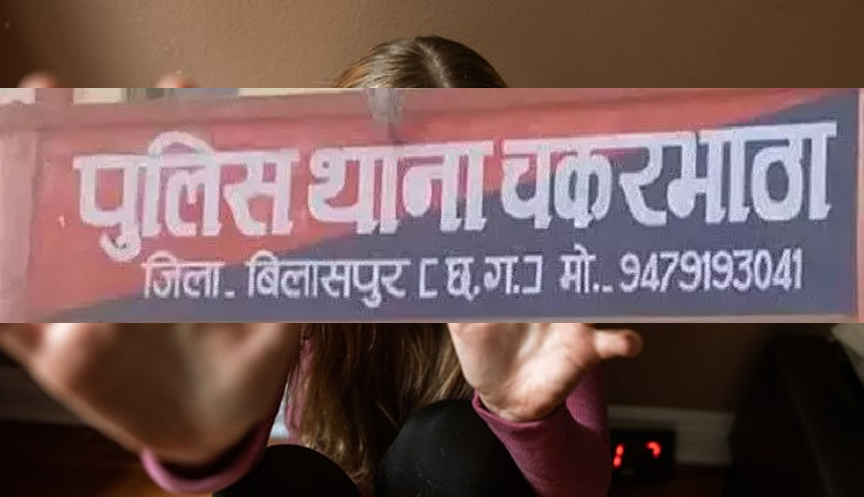 पुलिस थाना चकरभाठा
जिला. बिलासपुर [छ.ग.] मो.. 9479193041